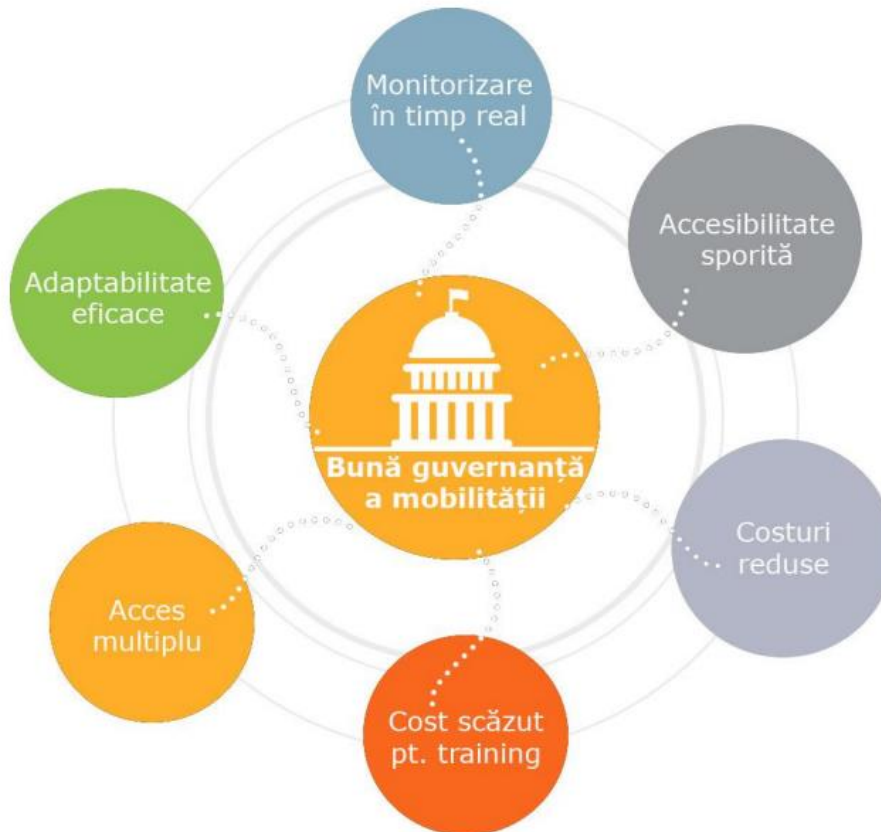 Monitorizare
în timp real
Accesibilitate
sporită
Adaptabilitate
eficace
Bună guvernanță
a mobilității
Costuri
reduse
Acces
multiplu
Cost scăzut
pt. training